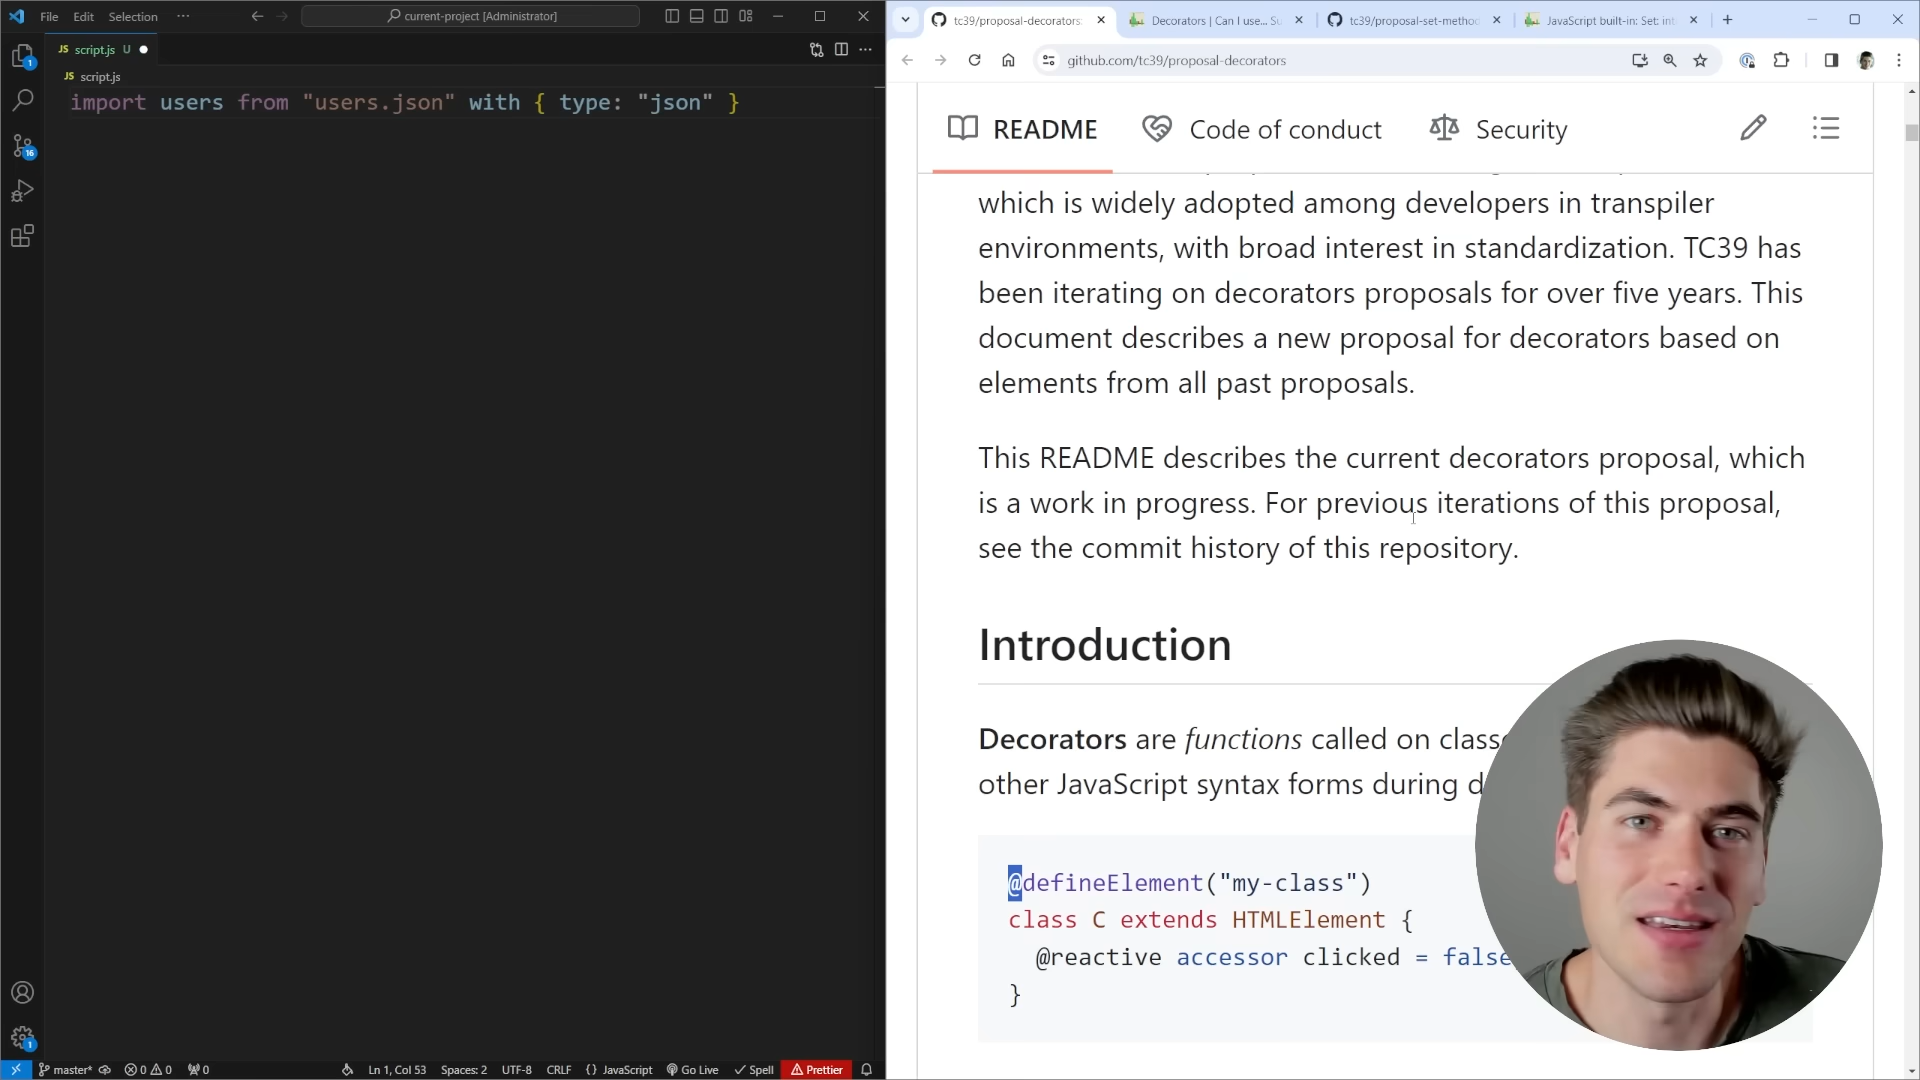 File Edit Selection ···
current-project [Administrator]
JS script.js U
JS script.js
import users from "users.json" with { type: "json" }
1
16
1
master* 0 0 0
Ln 1, Col 53 Spaces: 2 UTF-8 CRLF {} JavaScript Go Live Spell Prettier
tc39/proposal-decorators:
Decorators | Can I use... Su
tc39/proposal-set-method
JavaScript built-in: Set: int
github.com/tc39/proposal-decorators
README Code of conduct Security
which is widely adopted among developers in transpiler
environments, with broad interest in standardization. TC39 has
been iterating on decorators proposals for over five years. This
document describes a new proposal for decorators based on
elements from all past proposals.
This README describes the current decorators proposal, which
is a work in progress. For previous iterations of this proposal,
see the commit history of this repository.
Introduction
Decorators are functions called on class
other JavaScript syntax forms during d
@defineElement("my-class")
class C extends HTMLElement {
@reactive accessor clicked = false
}